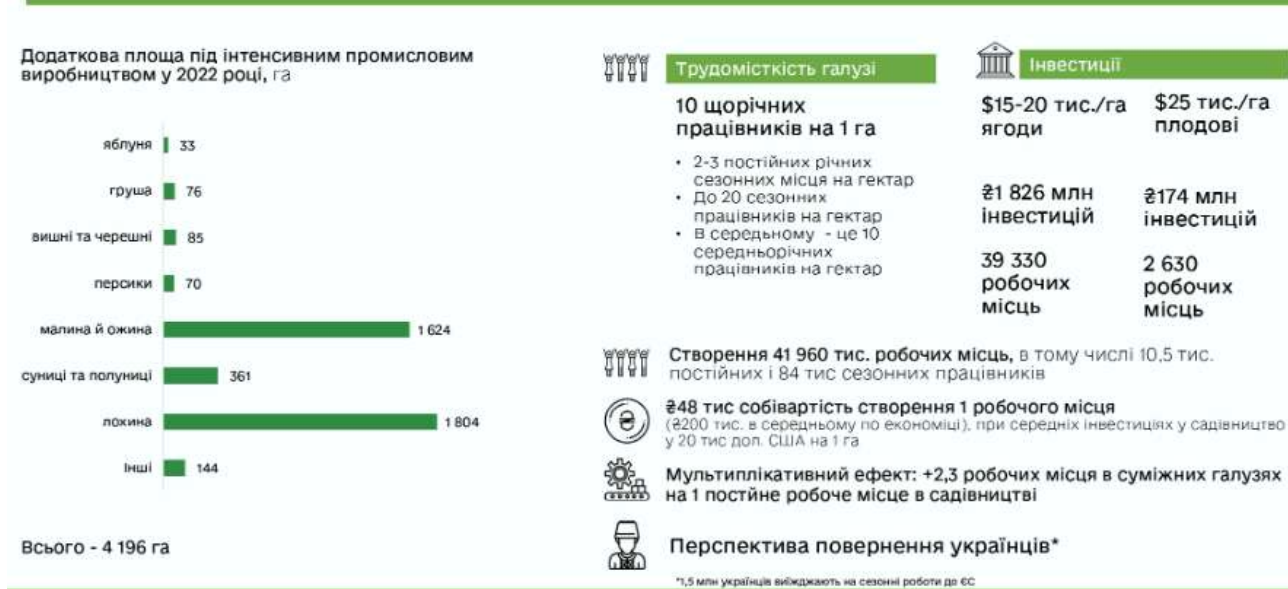 Додаткова площа під інтенсивним промисловим
виробництвом у 2022 році, га
яблуня 33
груша 76
вишні та черешні 85
персики 70
малина й ожина 1 624
суниці та полуниці 361
лохина 1 804
Інші 144
Всього - 4 196 га
Трудомісткість галузі
10 щорічних
працівників на 1 га
• 2-3 постійних річних
сезонних місця на гектар
• До 20 сезонних
працівників на гектар
• В середньому - це 10
середньорічних
працівників на гектар
Інвестиції
$15-20 тис./га
ягоди
$25 тис./га
плодові
₴1 826 млн
інвестицій
₴174 млн
інвестицій
39 330
робочих
місць
2 630
робочих
місць
Створення 41 960 тис. робочих місць, в тому числі 10,5 тис.
постійних і 84 тис сезонних працівників
₴48 тис собівартість створення 1 робочого місця
(₴200 тис. в середньому по економіці), при середніх інвестиціях у садівництво
у 20 тис дол. США на 1 га
Мультиплікативний ефект: +2,3 робочих місця в суміжних галузях
на 1 постійне робоче місце в садівництві
Перспектива повернення українців*
*1,5 млн українців виїжджають на сезонні роботи до ЄС